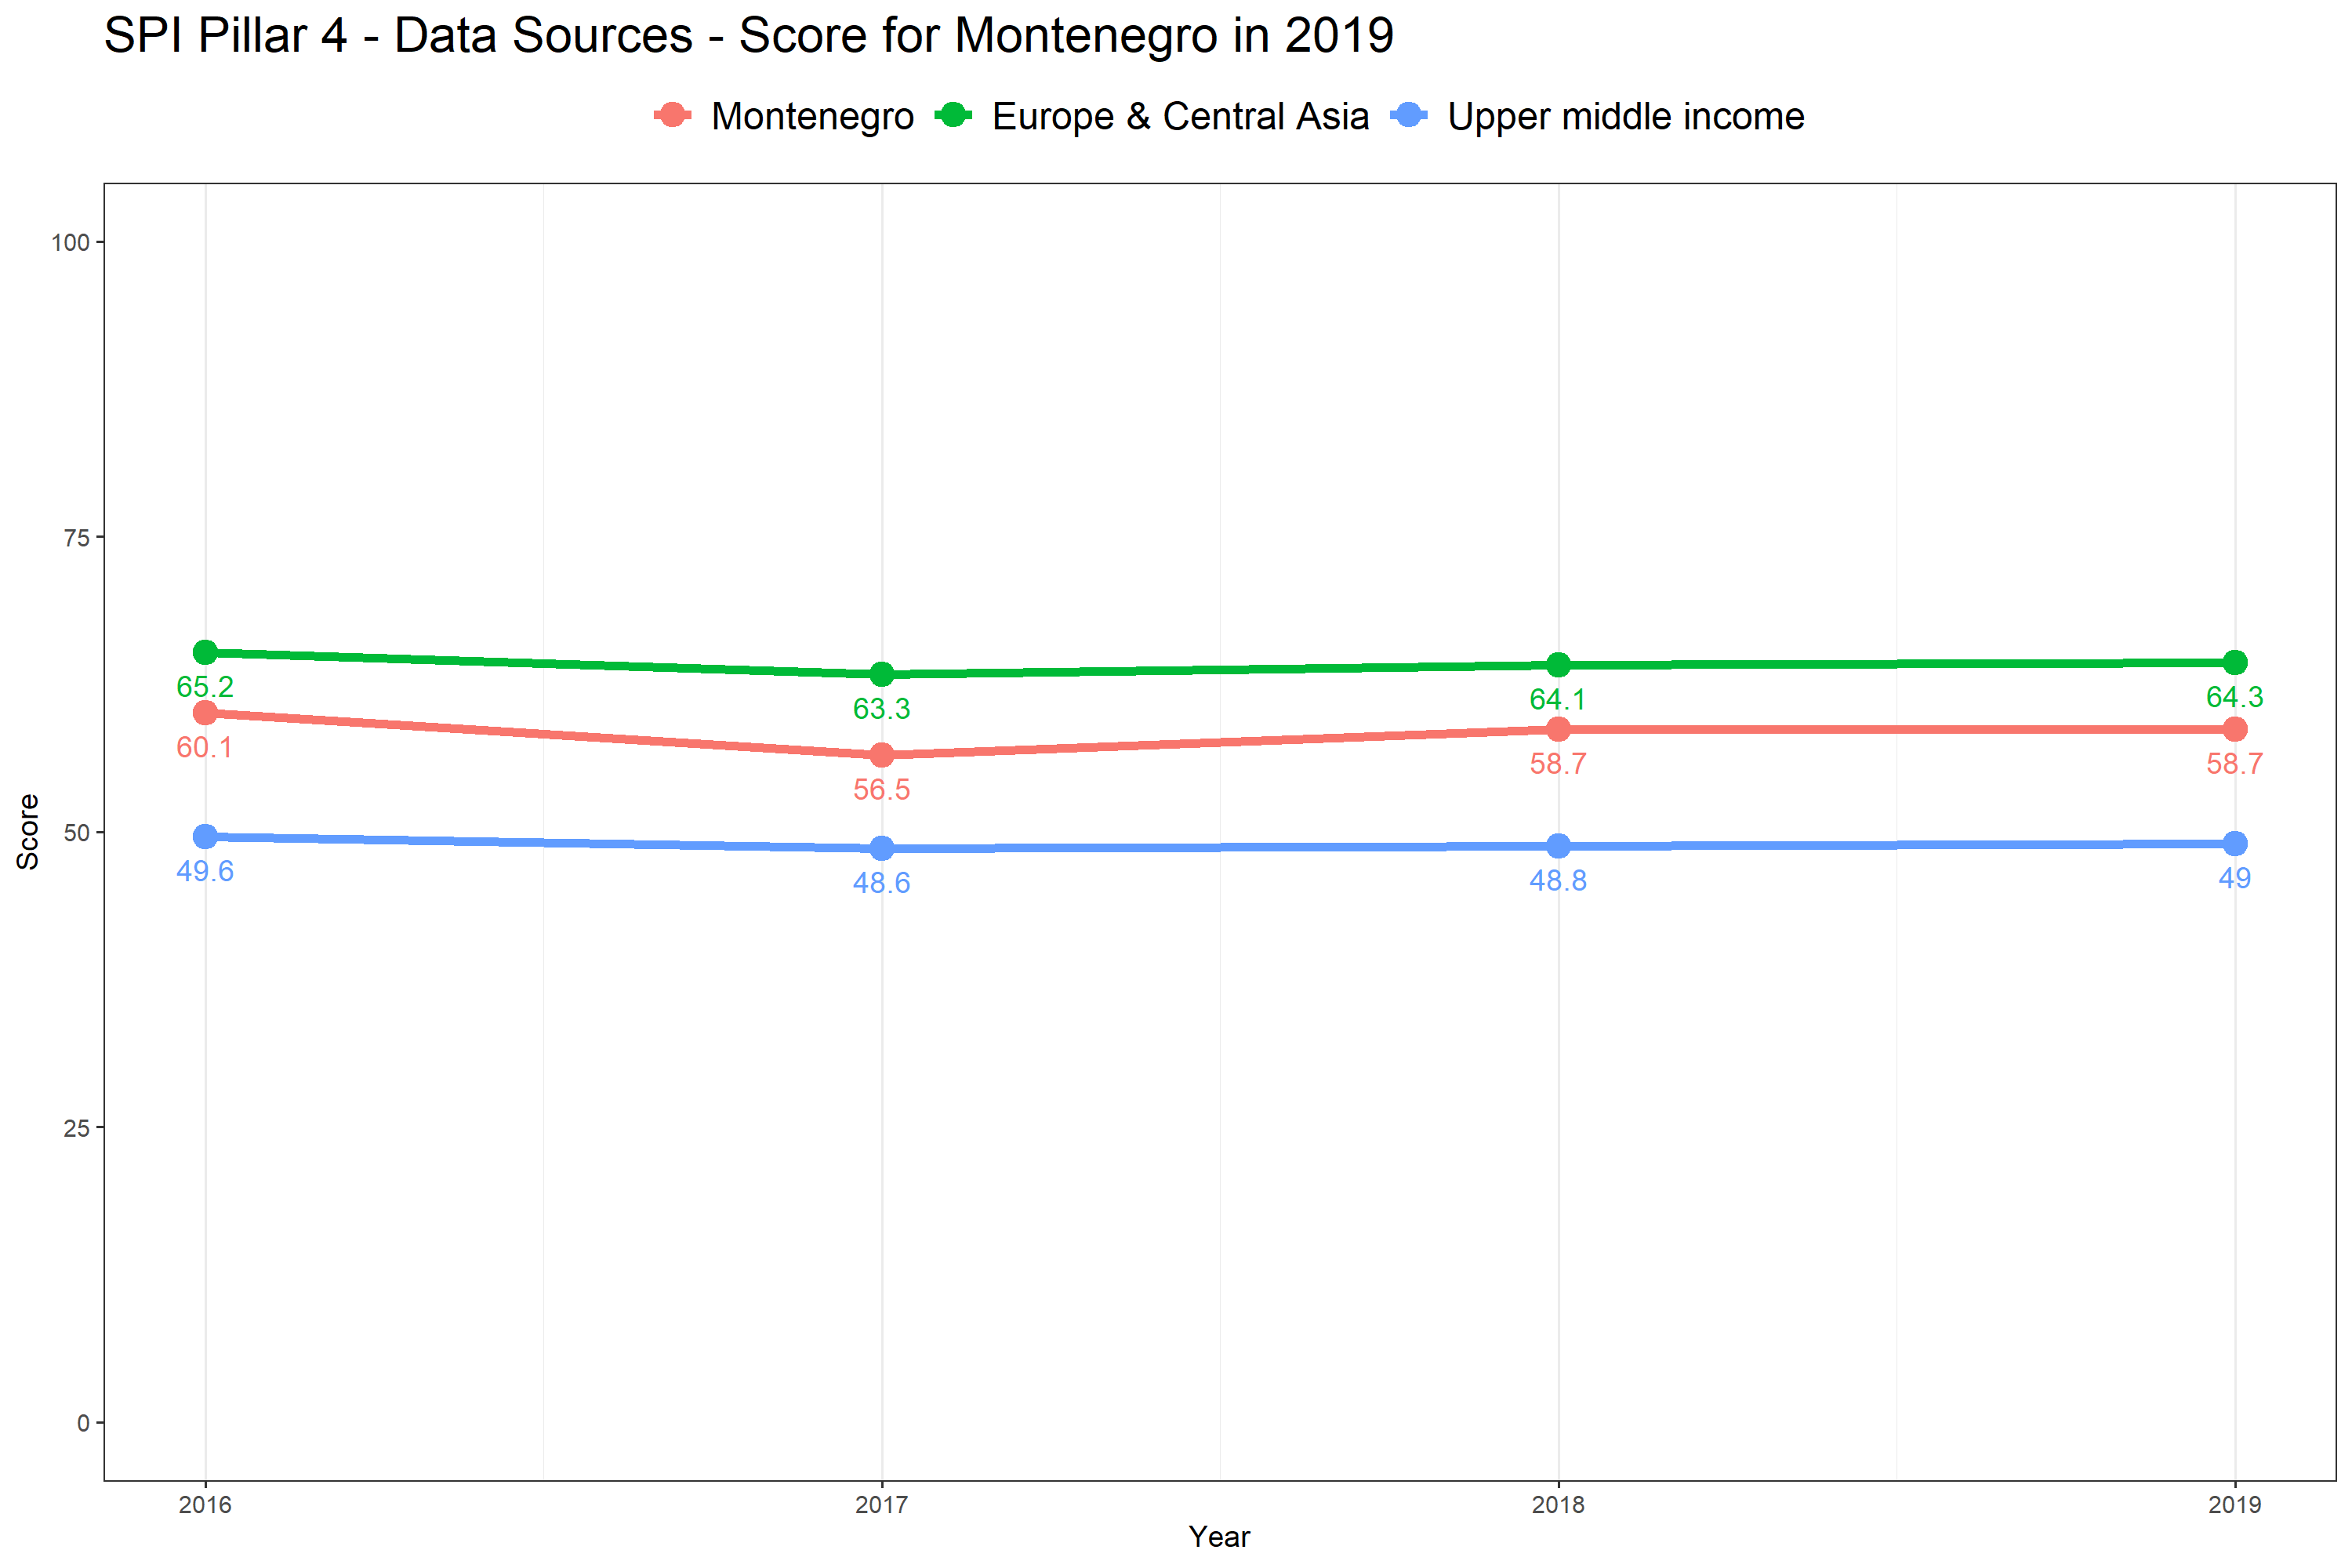 SPI Pillar 4 - Data Sources - Score for Montenegro in 2019
Montenegro Europe & Central Asia Upper middle income
100
75
50
25
0
Score
65.2 63.3 64.1 64.3
60.1 56.5 58.7 58.7
49.6 48.6 48.8 49
2016 2017 2018 2019
Year